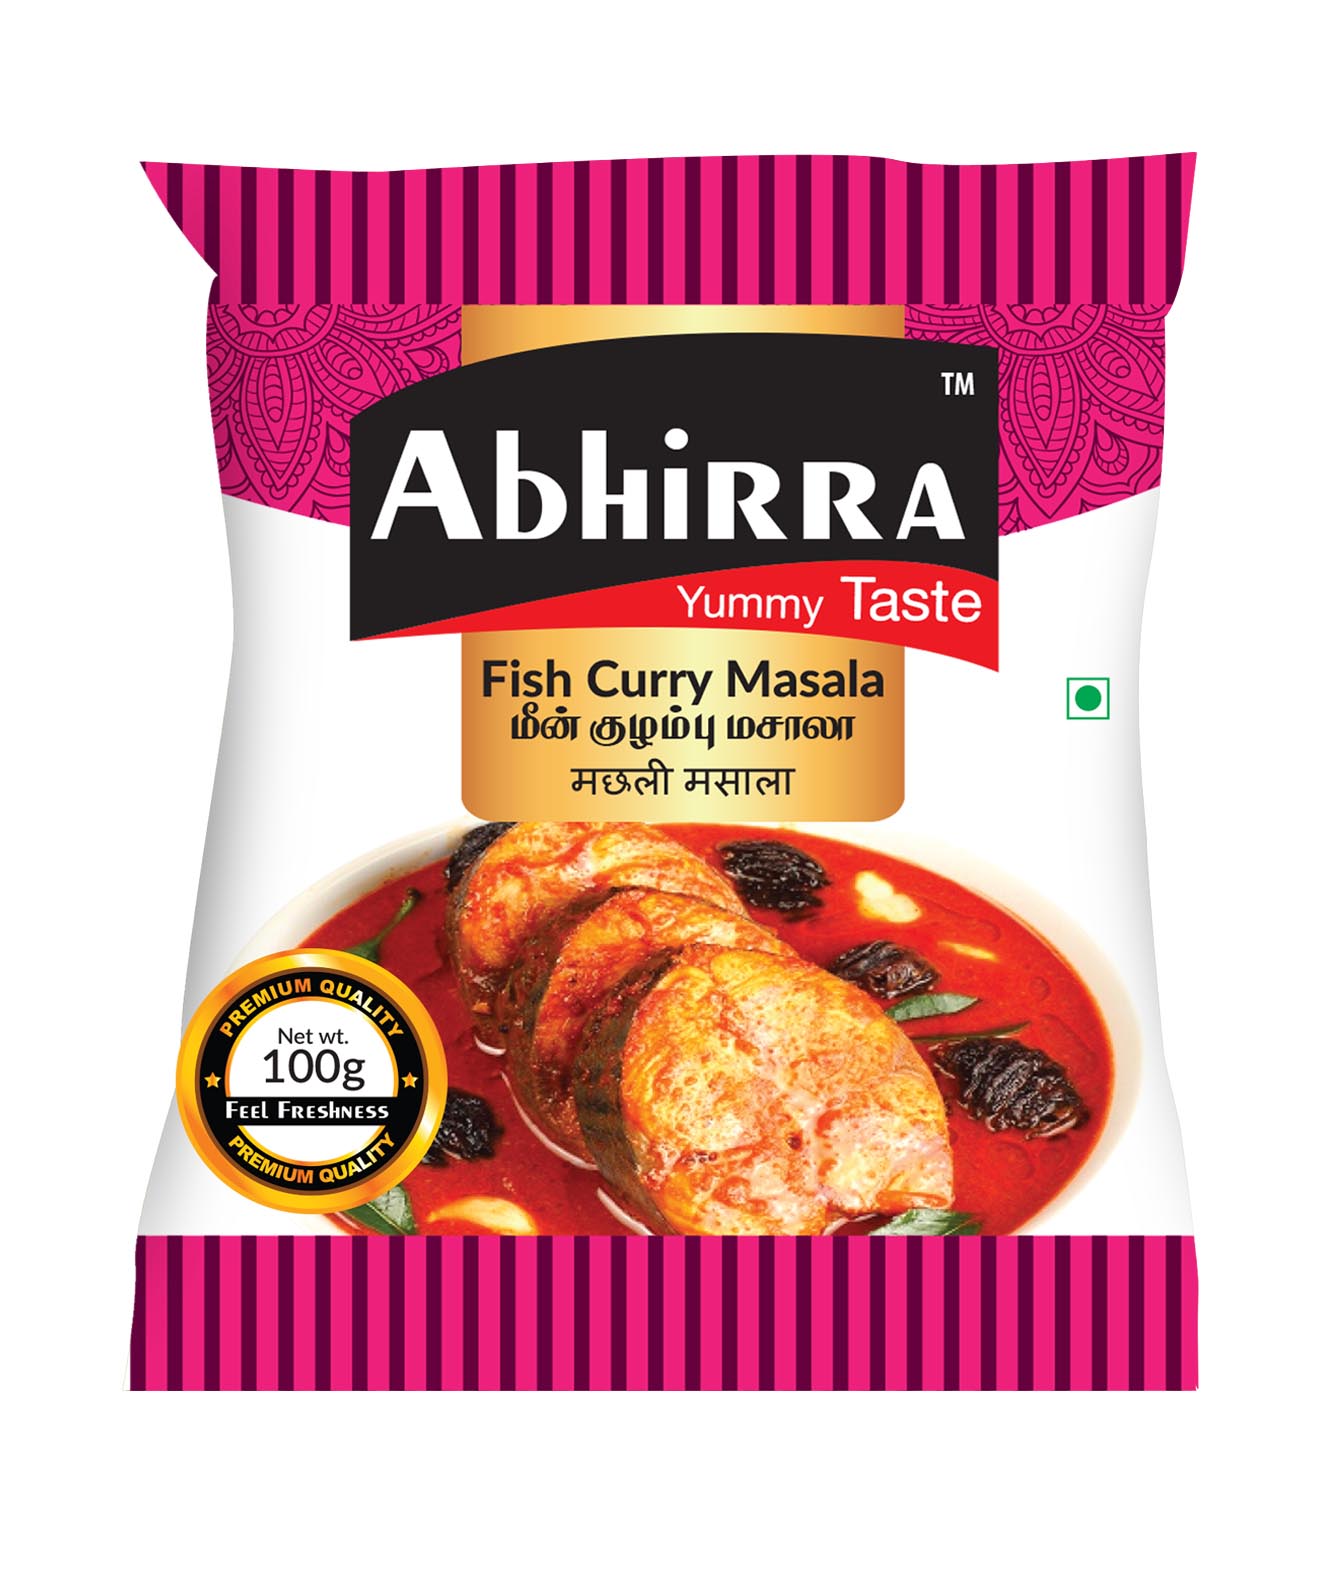 TM
Abhirra
Yummy Taste
Fish Curry Masala
மீன் குழம்பு மசாலா
मछली मसाला
PREMIUM QUALITY
Net wt.
100g
Feel Freshness
PREMIUM QUALITY